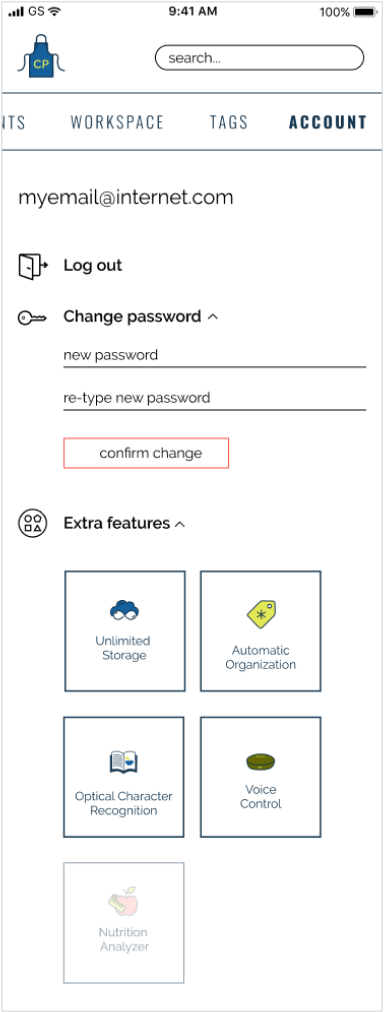 GS 9:41 AM 100%
CP
search...
NTS WORKSPACE TAGS ACCOUNT
myemail@internet.com
Log out
Change password
new password
re-type new password
confirm change
Extra features
Unlimited
Storage
Automatic
Organization
Optical Character
Recognition
Voice
Control
Nutrition
Analyzer